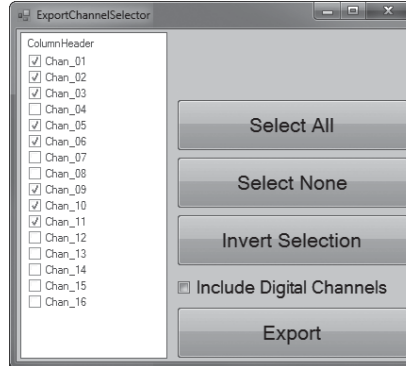 ExportChannelSelector
ColumnHeader
Chan_01
Chan_02
Chan_03
Chan_04
Chan_05
Chan_06
Chan_07
Chan_08
Chan_09
Chan_10
Chan_11
Chan_12
Chan_13
Chan_14
Chan_15
Chan_16
Select All
Select None
Invert Selection
Include Digital Channels
Export